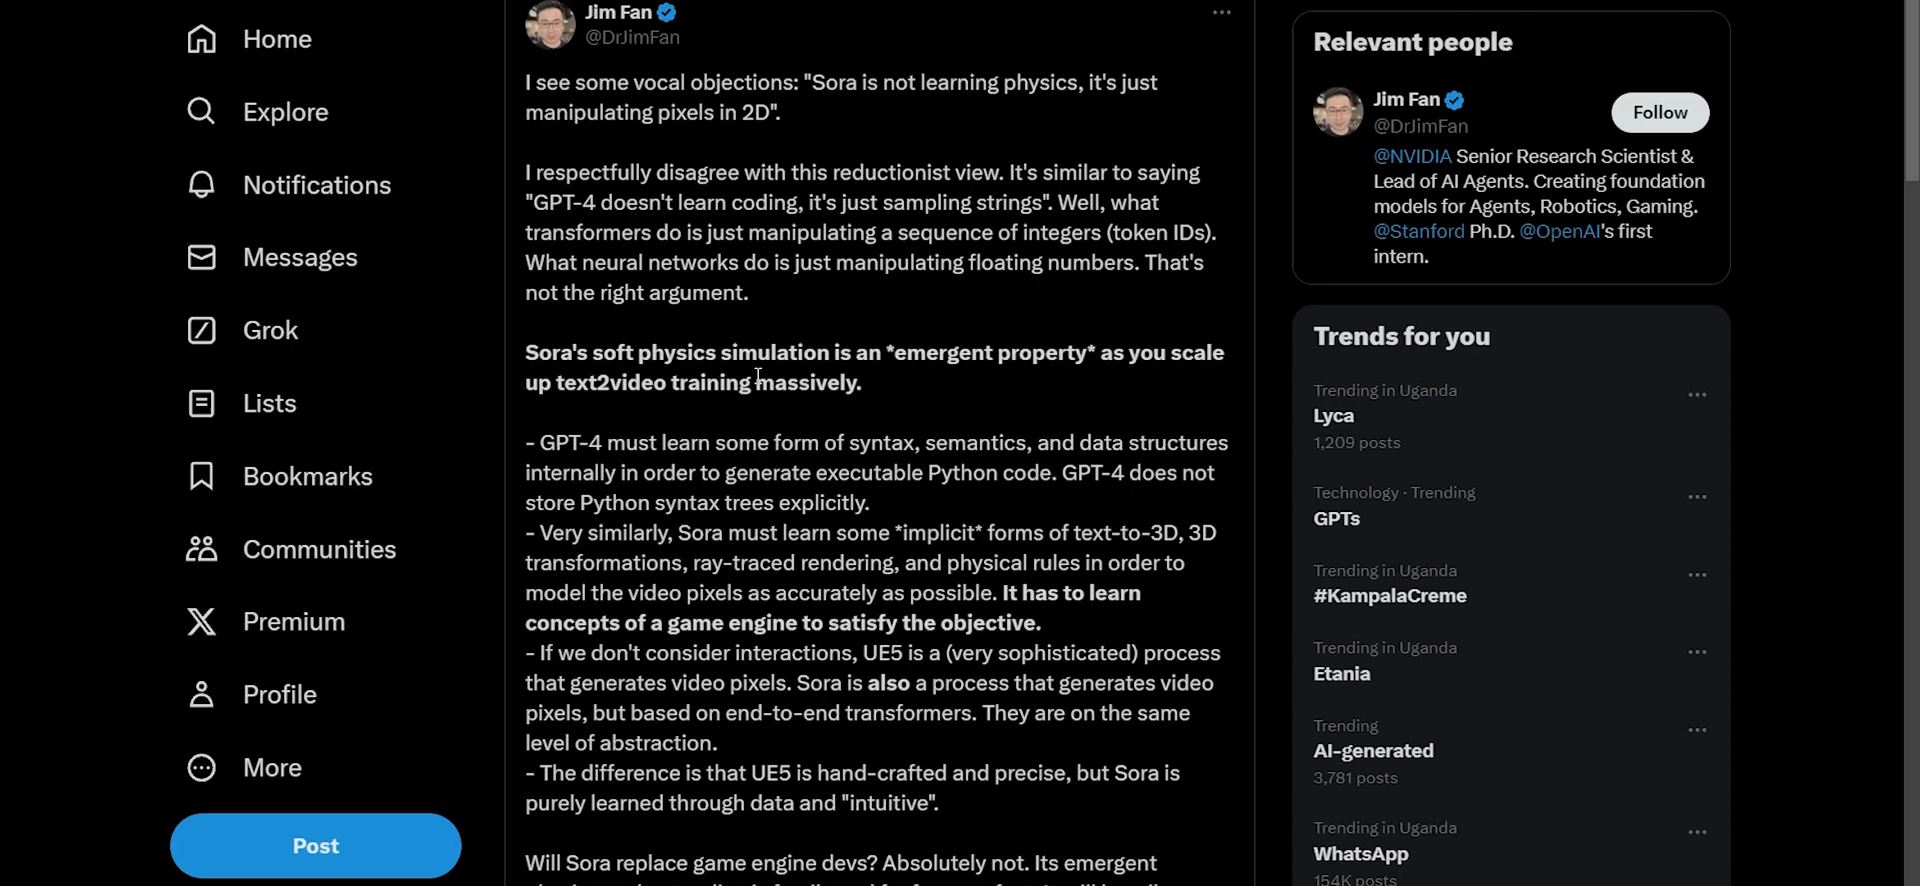 Home
Explore
Notifications
Messages
Grok
Lists
Bookmarks
Communities
Premium
Profile
More
Post
Jim Fan
@DrJimFan
I see some vocal objections: "Sora is not learning physics, it's just
manipulating pixels in 2D".
I respectfully disagree with this reductionist view. It's similar to saying
"GPT-4 doesn't learn coding, it's just sampling strings". Well, what
transformers do is just manipulating a sequence of integers (token IDs).
What neural networks do is just manipulating floating numbers. That's
not the right argument.
Sora's soft physics simulation is an *emergent property* as you scale
up text2video training massively.
- GPT-4 must learn some form of syntax, semantics, and data structures
internally in order to generate executable Python code. GPT-4 does not
store Python syntax trees explicitly.
- Very similarly, Sora must learn some *implicit* forms of text-to-3D, 3D
transformations, ray-traced rendering, and physical rules in order to
model the video pixels as accurately as possible. It has to learn
concepts of a game engine to satisfy the objective.
- If we don't consider interactions, UE5 is a (very sophisticated) process
that generates video pixels. Sora is also a process that generates video
pixels, but based on end-to-end transformers. They are on the same
level of abstraction.
- The difference is that UE5 is hand-crafted and precise, but Sora is
purely learned through data and "intuitive".
Will Sora replace game engine devs? Absolutely not. Its emergent
Relevant people
Jim Fan
@DrJimFan
Follow
@NVIDIA Senior Research Scientist &
Lead of AI Agents. Creating foundation
models for Agents, Robotics, Gaming.
@Stanford Ph.D. @OpenAI's first
intern.
Trends for you
Trending in Uganda
Lyca
1,209 posts
Technology · Trending
GPTs
Trending in Uganda
#KampalaCreme
Trending in Uganda
Etania
Trending
AI-generated
3,781 posts
Trending in Uganda
WhatsApp
154K posts